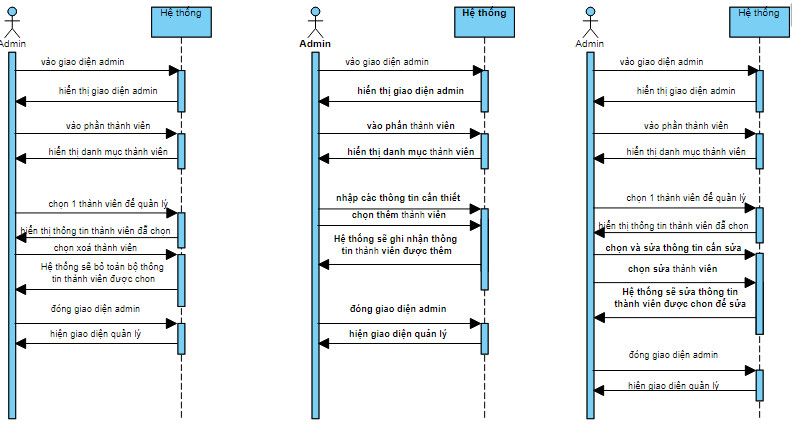 Hệ thống
Admin
vào giao diện admin
hiển thị giao diện admin
vào phần thành viên
hiển thị danh mục thành viên
chọn 1 thành viên để quản lý
hiển thị thông tin thành viên đã chọn
chọn xoá thành viên
Hệ thống sẽ bỏ toàn bộ thông
tin thành viên được chon
đóng giao diện admin
hiện giao diện quản lý
Hệ thống
Admin
vào giao diện admin
hiển thị giao diện admin
vào phần thành viên
hiển thị danh mục thành viên
nhập các thông tin cần thiết
chọn thêm thành viên
Hệ thống sẽ ghi nhận thông
tin thành viên được thêm
đóng giao diện admin
hiện giao diện quản lý
Hệ thống
Admin
vào giao diện admin
hiển thị giao diện admin
vào phần thành viên
hiển thị danh mục thành viên
chọn 1 thành viên để quản lý
hiển thị thông tin thành viên đã chọn
chọn và sửa thông tin cần sửa
chọn sửa thành viên
Hệ thống sẽ sửa thông tin
thành viên được chon để sửa
đóng giao diện admin
hiện giao diện quản lý